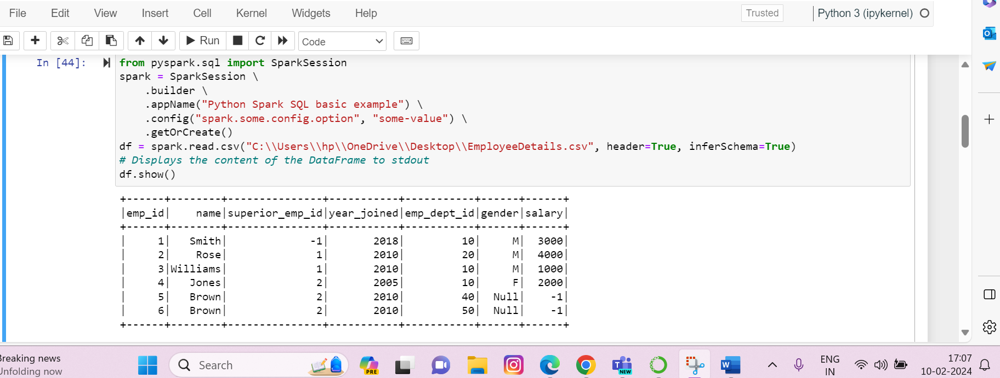 File Edit View Insert Cell Kernel Widgets Help Trusted Python 3 (ipykernel)
Run Code
In [44]: from pyspark.sql import SparkSession
spark = SparkSession \
    .builder \
    .appName("Python Spark SQL basic example") \
    .config("spark.some.config.option", "some-value") \
    .getOrCreate()
df = spark.read.csv("C:\\Users\\hp\\OneDrive\\Desktop\\EmployeeDetails.csv", header=True, inferSchema=True)
# Displays the content of the DataFrame to stdout
df.show()
+------+--------+---------------+-----------+-----------+------+------+
|emp_id|    name|superior_emp_id|year_joined|emp_dept_id|gender|salary|
+------+--------+---------------+-----------+-----------+------+------+
|     1|   Smith|             -1|       2018|         10|     M|  3000|
|     2|    Rose|              1|       2010|         20|     M|  4000|
|     3|Williams|              1|       2010|         10|     M|  1000|
|     4|   Jones|              2|       2005|         10|     F|  2000|
|     5|   Brown|              2|       2010|         40|  Null|    -1|
|     6|   Brown|              2|       2010|         50|  Null|    -1|
+------+--------+---------------+-----------+-----------+------+------+
Breaking news
Unfolding now
Search
PRE
NEW
W
ENG
IN
17:07
10-02-2024